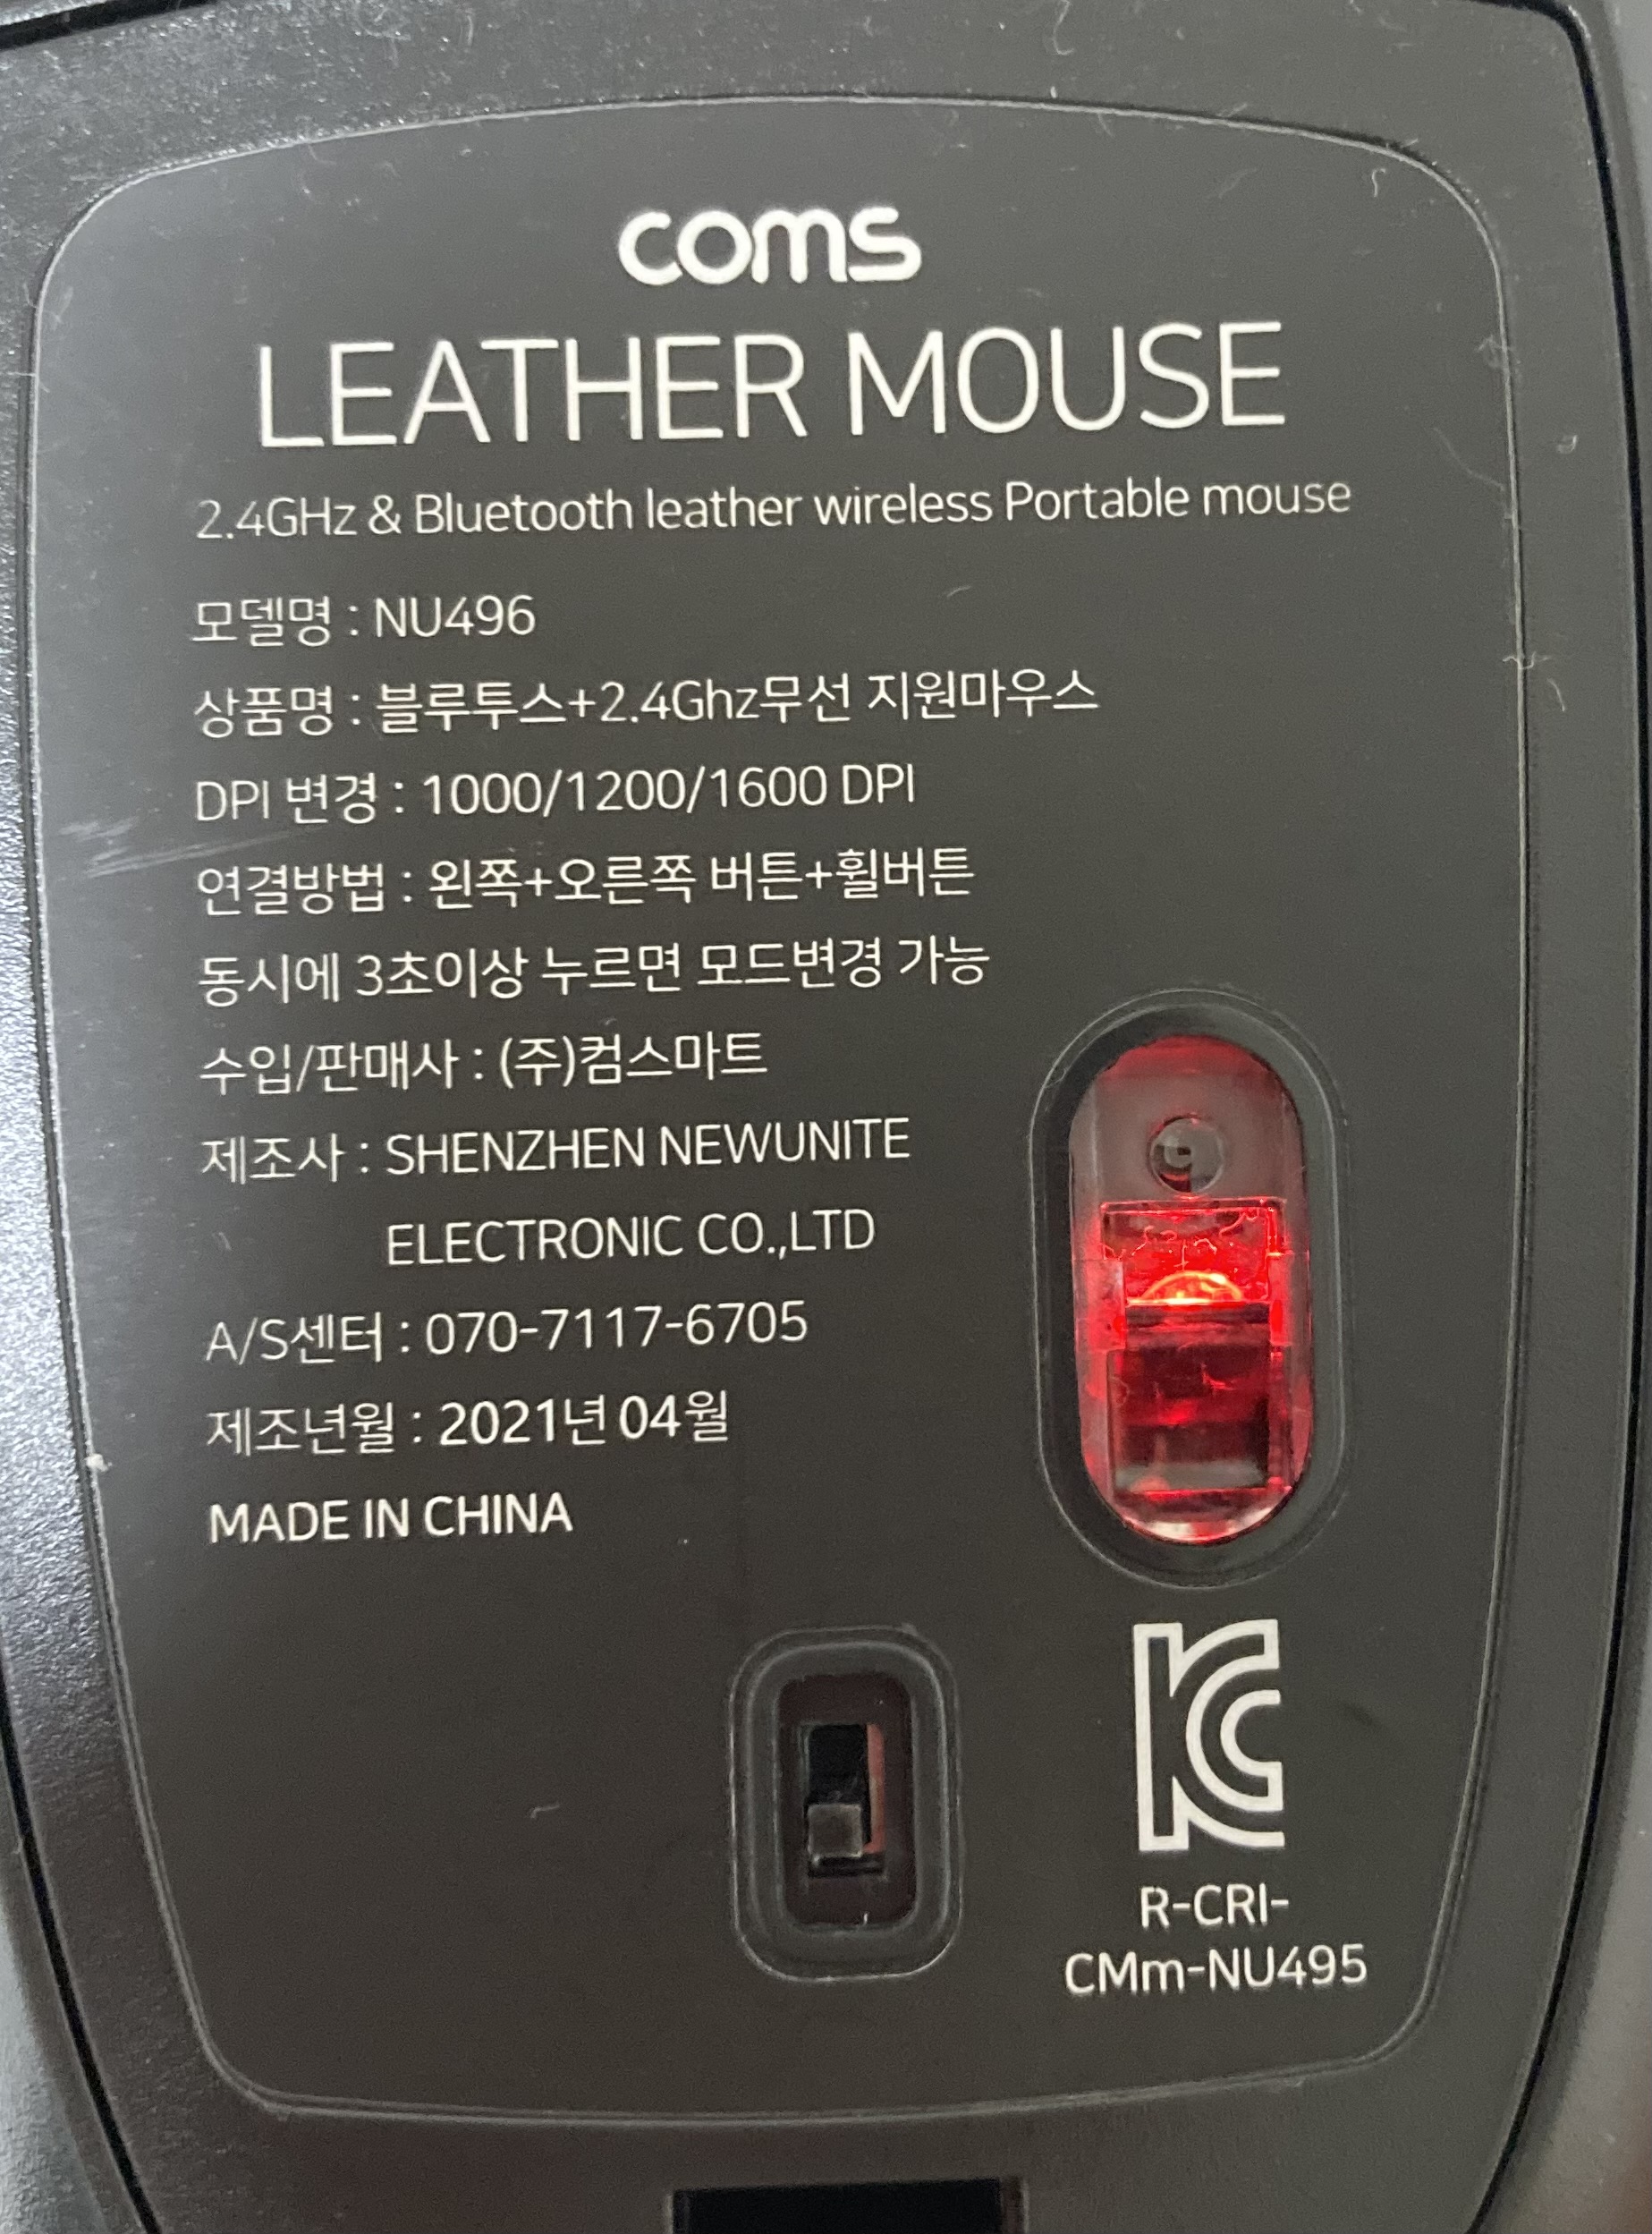 coms
LEATHER MOUSE
2.4GHz & Bluetooth leather wireless Portable mouse
모델명 : NU496
상품명 : 블루투스+2.4Ghz무선 지원마우스
DPI 변경 : 1000/1200/1600 DPI
연결방법 : 왼쪽+오른쪽 버튼+휠버튼
동시에 3초이상 누르면 모드변경 가능
수입/판매사 : (주)컴스마트
제조사 : SHENZHEN NEWUNITE
ELECTRONIC CO.,LTD
A/S센터 : 070-7117-6705
제조년월 : 2021년 04월
MADE IN CHINA
KC
R-CRI-
CMm-NU495